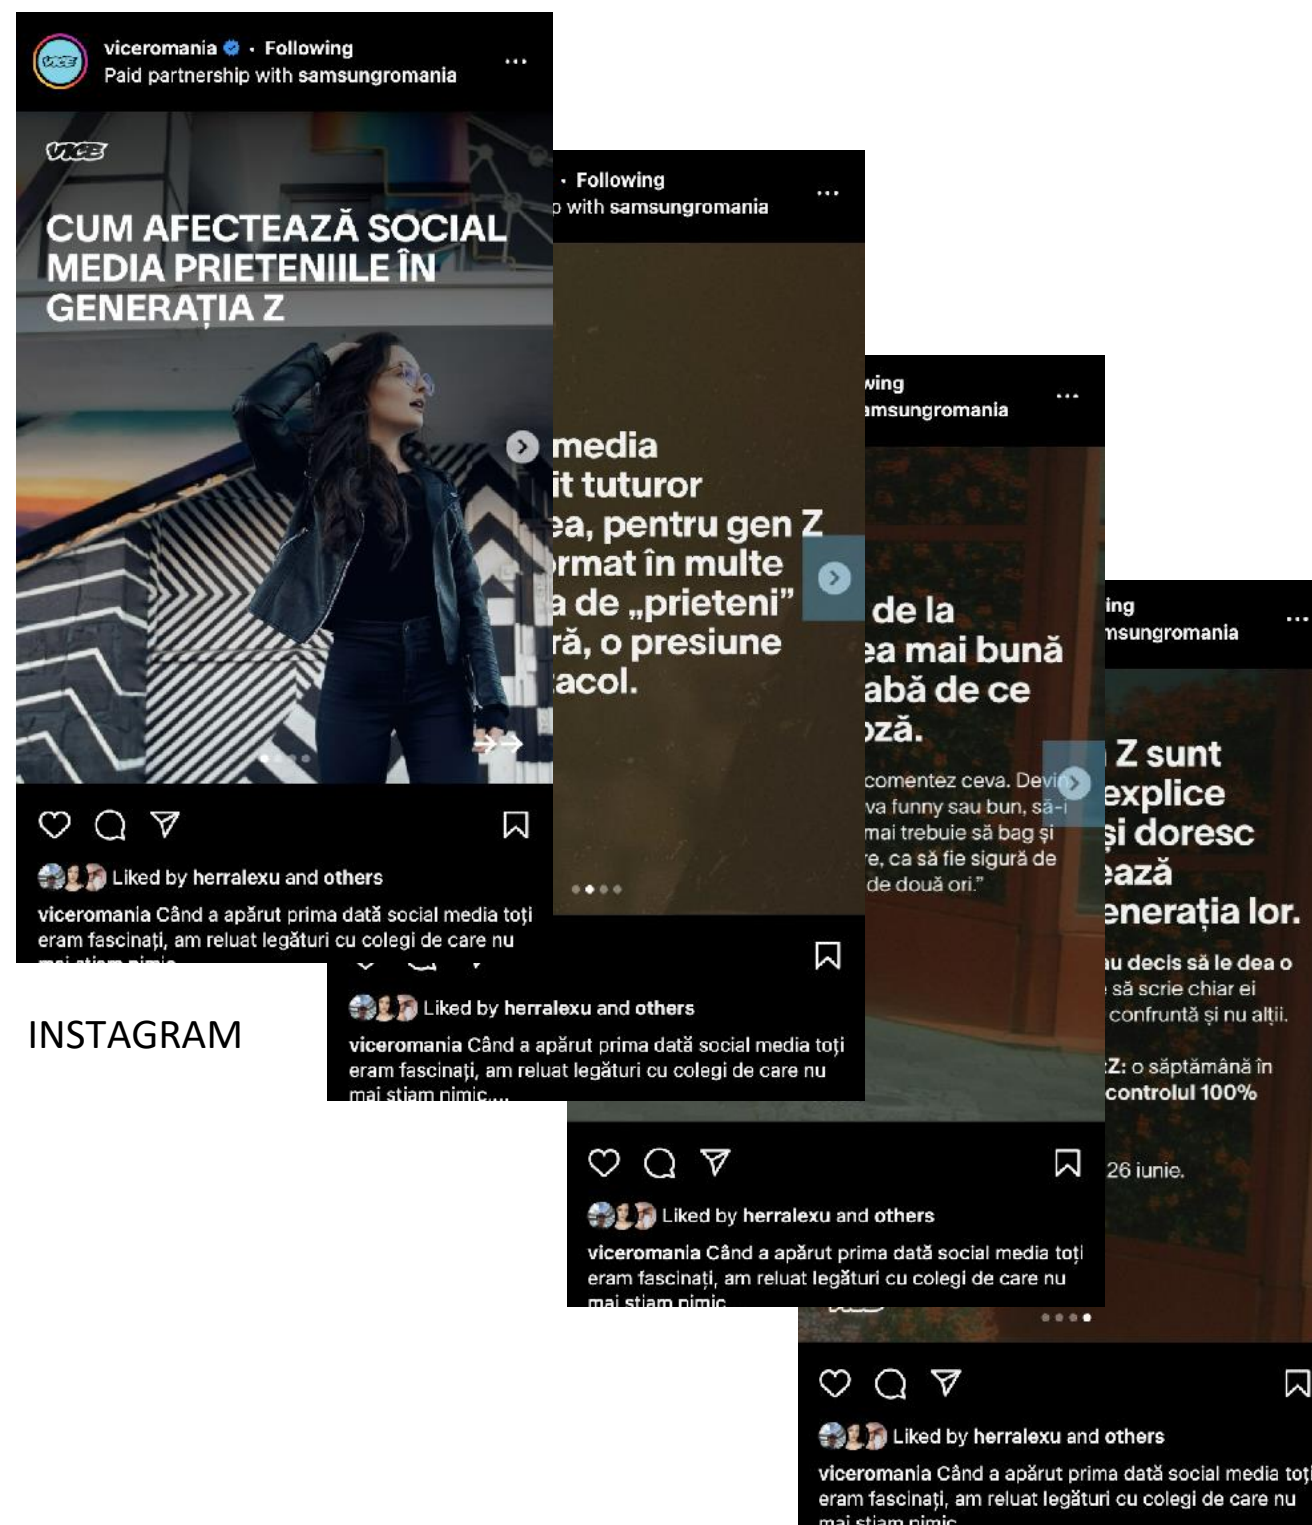 viceromania • Following
Paid partnership with samsungromania
VICE
CUM AFECTEAZĂ SOCIAL
MEDIA PRIETENIILE ÎN
GENERAȚIA Z
Liked by herralexu and others
viceromania Când a apărut prima dată social media toți
eram fascinați, am reluat legături cu colegi de care nu
mai știam nimic
INSTAGRAM
• Following
with samsungromania
media
it tuturor
ea, pentru gen Z
rmat în multe
a de „prieteni”
ră, o presiune
acol.
Liked by herralexu and others
viceromania Când a apărut prima dată social media toți
eram fascinați, am reluat legături cu colegi de care nu
mai știam nimic....
wing
amsungromania
de la
ea mai bună
abă de ce
oză.
comentez ceva. Devin
va funny sau bun, să-i
mai trebuie să bag și
re, ca să fie sigură de
de două ori.”
Liked by herralexu and others
viceromania Când a apărut prima dată social media toți
eram fascinați, am reluat legături cu colegi de care nu
mai știam nimic
ing
msungromania
Z sunt
explice
și doresc
ează
enerația lor.
au decis să le dea o
să scrie chiar ei
confruntă și nu alții.
Z: o săptămână în
controlul 100%
26 iunie.
Liked by herralexu and others
viceromania Când a apărut prima dată social media toți
eram fascinați, am reluat legături cu colegi de care nu
mai știam nimic